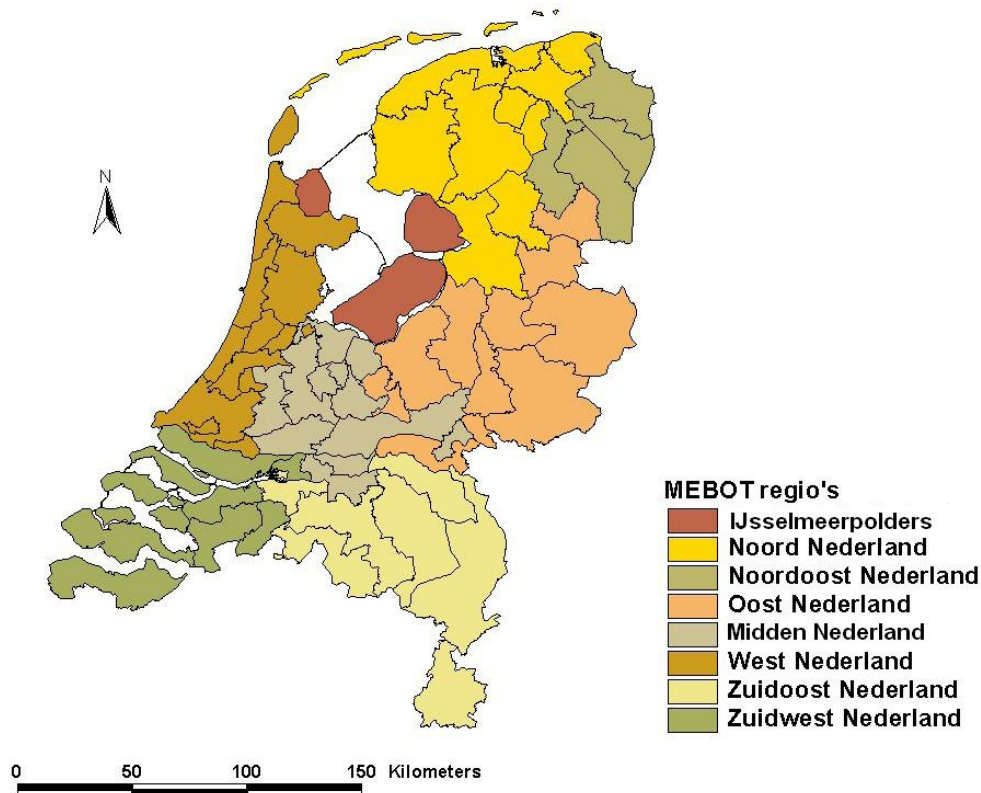 N
MEBOT regio's
IJsselmeerpolders
Noord Nederland
Noordoost Nederland
Oost Nederland
Midden Nederland
West Nederland
Zuidoost Nederland
Zuidwest Nederland
0 50 100 150 Kilometers